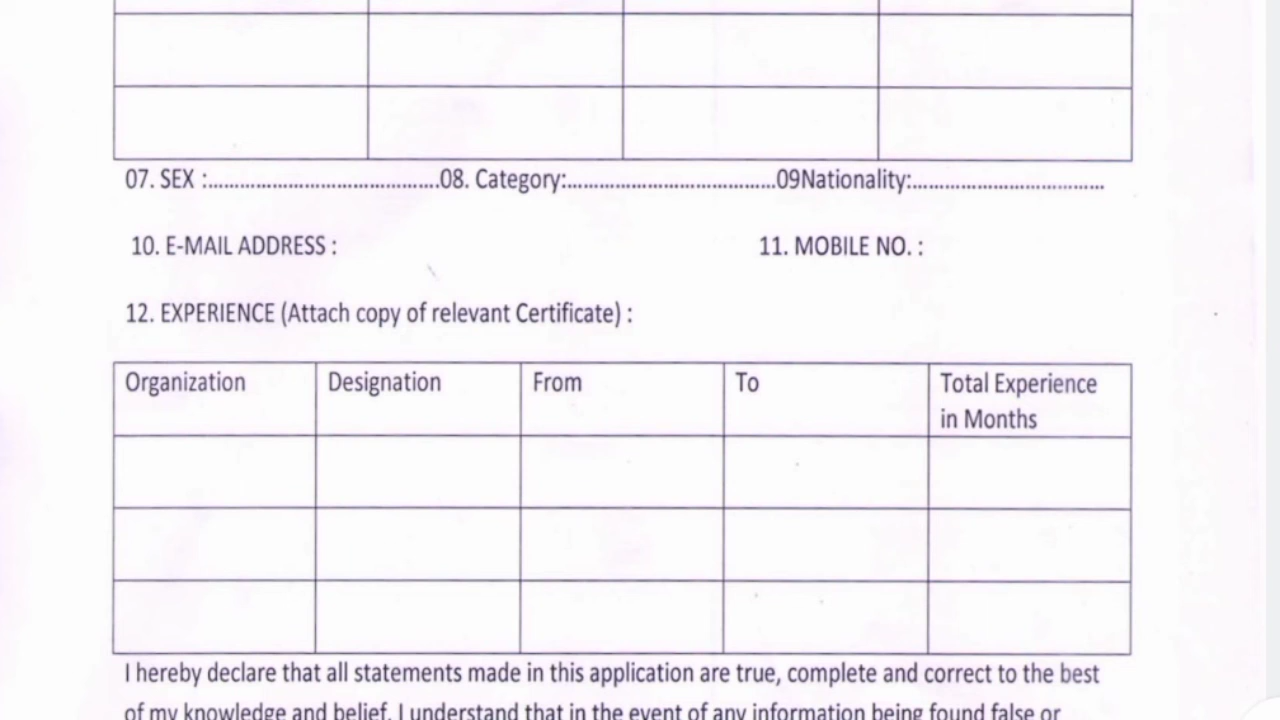 07. SEX :............................................08. Category:........................................09Nationality:.....................................
10. E-MAIL ADDRESS : 11. MOBILE NO. :
12. EXPERIENCE (Attach copy of relevant Certificate) :
Organization Designation From To Total Experience
in Months
I hereby declare that all statements made in this application are true, complete and correct to the best
of my knowledge and belief. I understand that in the event of any information being found false or